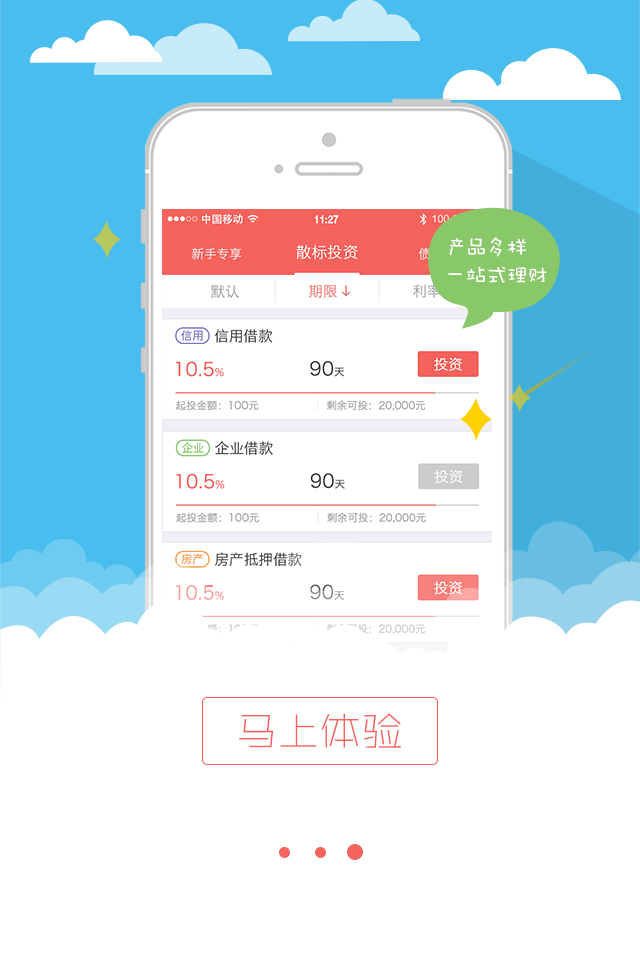 中国移动 11:27 100
新手专享 散标投资 债
产品多样
一站式理财
默认 期限↓ 利率
信用 信用借款
10.5% 90天 投资
起投金额：100元 剩余可投：20,000元
企业 企业借款
10.5% 90天 投资
起投金额：100元 剩余可投：20,000元
房产 房产抵押借款
10.5% 90天 投资
额：100元 剩余可投：20,000元
马上体验